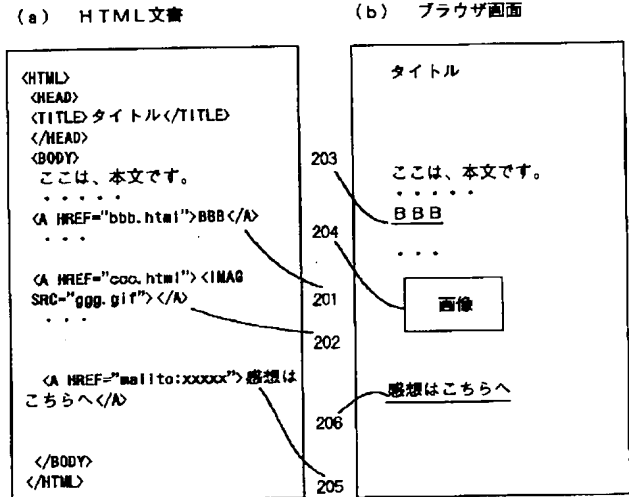 (a) HTML文書
<HTML>
<HEAD>
<TITLE>タイトル</TITLE>
</HEAD>
<BODY>
ここは、本文です。
・・・・・
<A HREF="bbb.html">BBB</A>
・・・
<A HREF="ccc.html"><IMAG
SRC="ggg.gif"></A>
・・・
<A HREF="mailto:xxxxx">感想は
こちらへ</A>
</BODY>
</HTML>
203
204
201
202
206
205
(b) ブラウザ画面
タイトル
ここは、本文です。
・・・・・
BBB
・・・
画像
感想はこちらへ